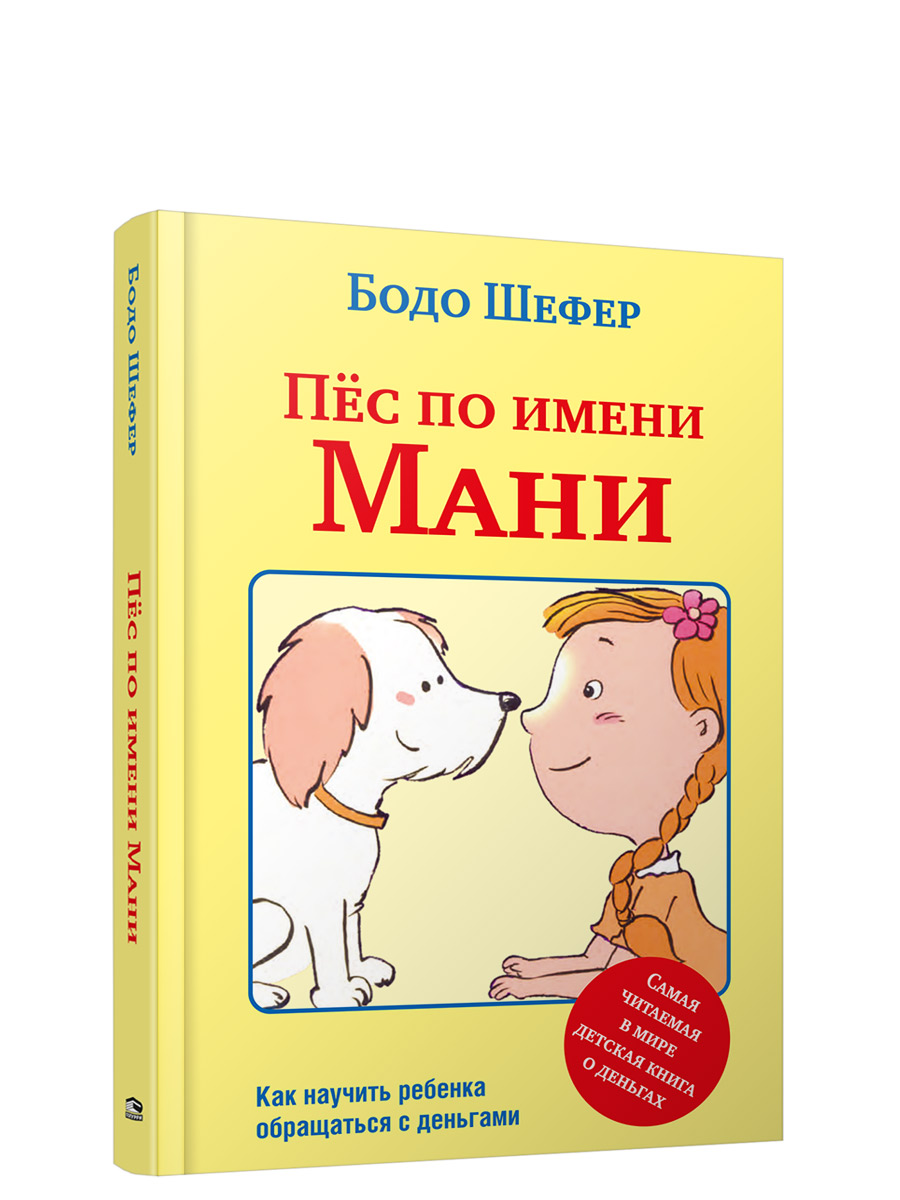 Бодо Шефер
Пёс по имени
Мани
Самая
читаемая
в мире
детская книга
о деньгах
Как научить ребенка
обращаться с деньгами
Бодо Шефер
Пёс по имени Мани